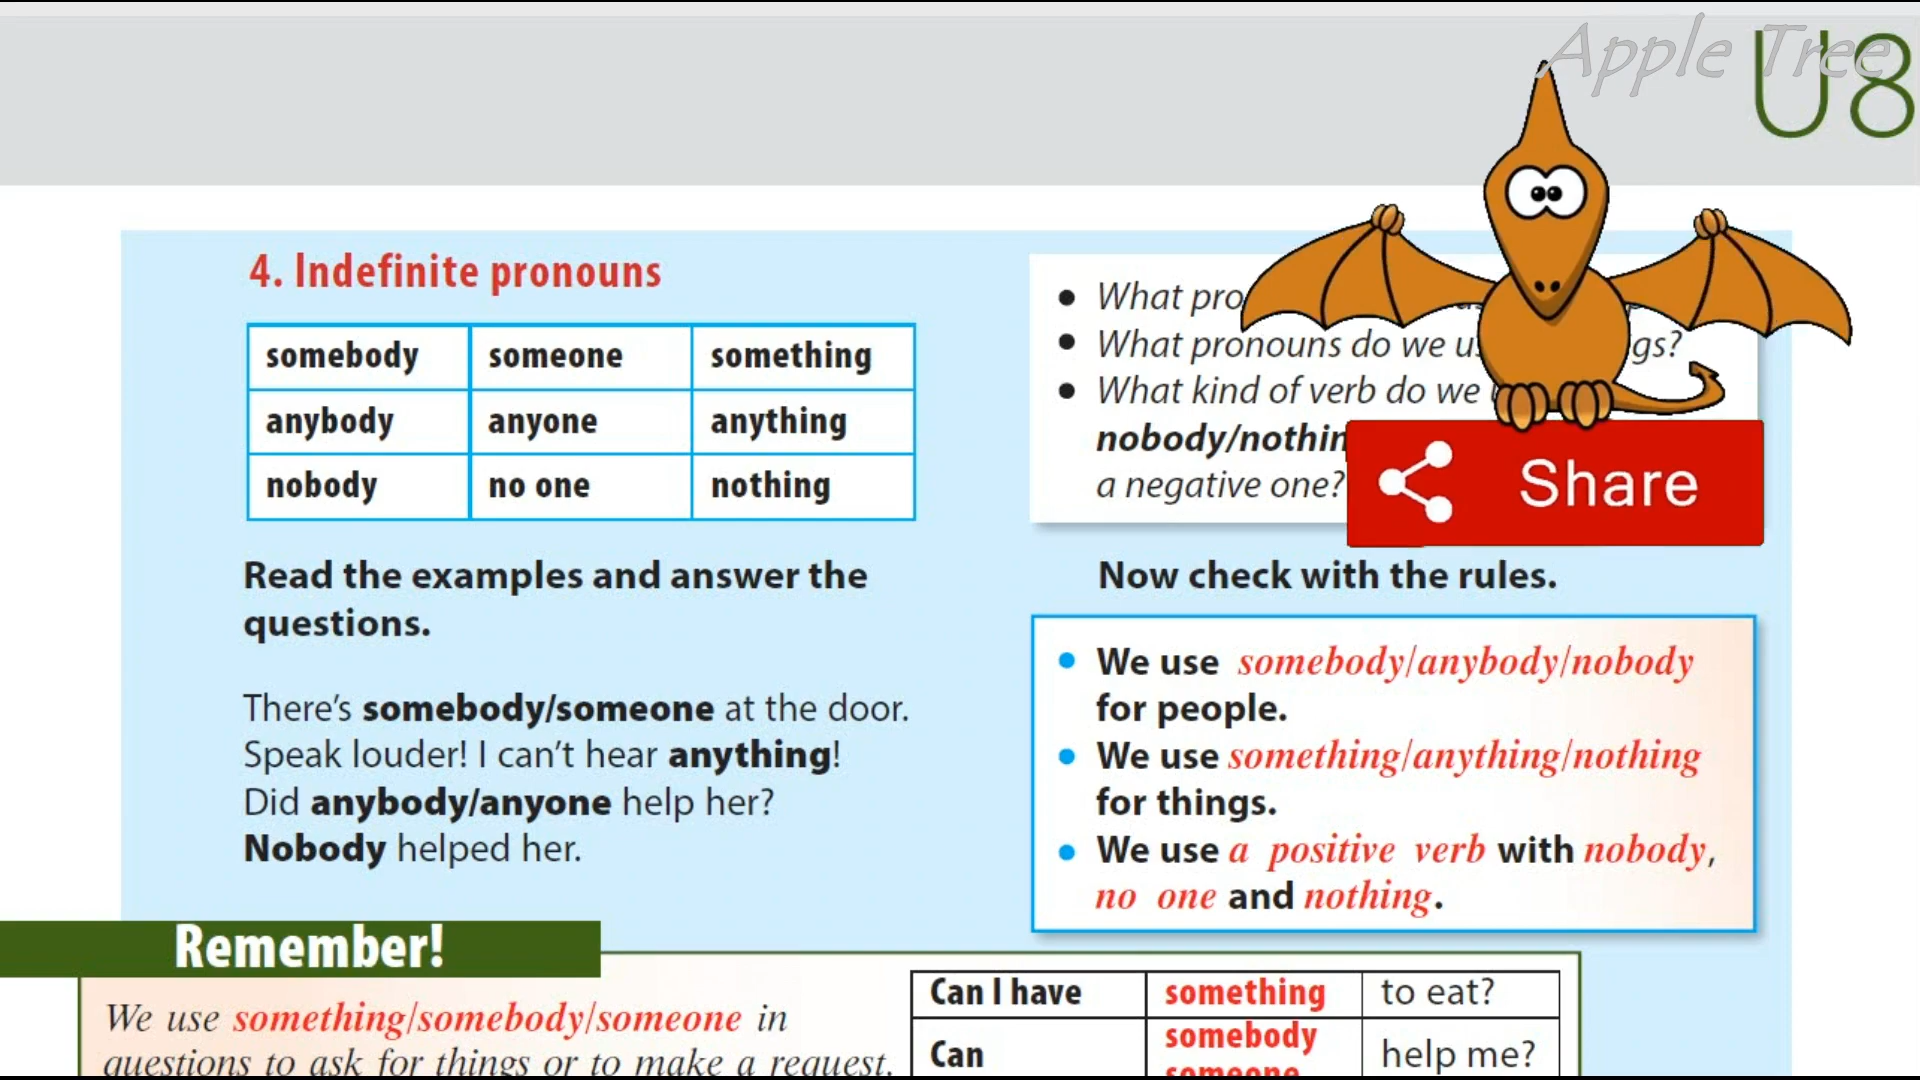 Apple Tree
U8
4. Indefinite pronouns
somebody someone something
anybody anyone anything
nobody no one nothing
Read the examples and answer the
questions.
There's somebody/someone at the door.
Speak louder! I can't hear anything!
Did anybody/anyone help her?
Nobody helped her.
• What
• What pronouns do we
• What kind of verb do we
a negative one?
Share
Now check with the rules.
• We use somebody/anybody/nobody
for people.
• We use something/anything/nothing
for things.
• We use a positive verb with nobody,
no one and nothing.
Remember!
We use something/somebody/someone in
questions to ask for things or to make a request.
Can I have something to eat?
somebody
Can help me?
someone